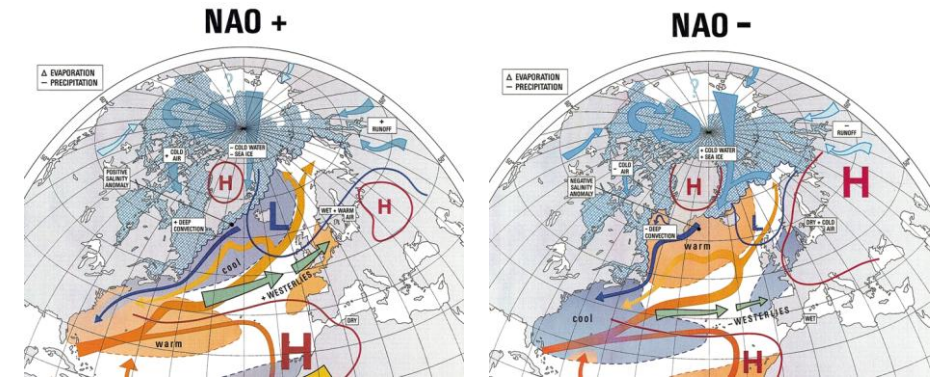 NAO +
△ EVAPORATION
– PRECIPITATION
?
+
RUNOFF
+ COLD
AIR
– COLD WATER
– SEA ICE
POSITIVE
SALINITY
ANOMALY
H
H
WET + WARM
AIR
L
+ DEEP
CONVECTION
cool
+ WESTERLIES
DRY
warm
H
NAO –
△ EVAPORATION
– PRECIPITATION
?
–
RUNOFF
– COLD
AIR
+ COLD WATER
+ SEA ICE
NEGATIVE
SALINITY
ANOMALY
H
H
L
DRY + COLD
AIR
– DEEP
CONVECTION
warm
cool
– WESTERLIES
WET
H